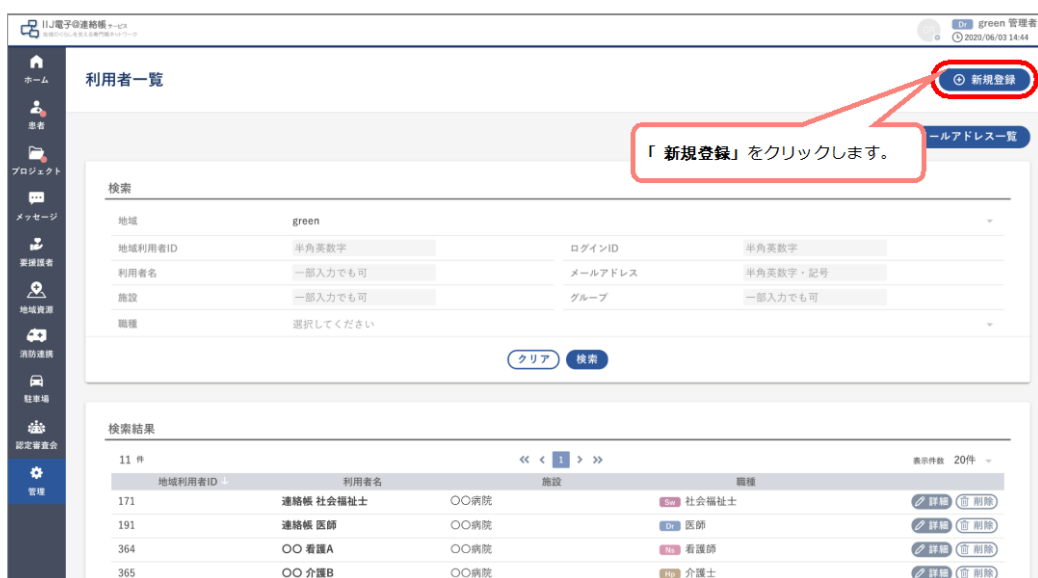 IIJ電子@連絡帳サービス
Dr green 管理者
2020/06/03 14:44
ホーム
患者
プロジェクト
メッセージ
要援護者
地域資源
消防連携
駐車場
認定審査会
管理
利用者一覧
新規登録
ールアドレス一覧
「 新規登録」をクリックします。
検索
地域 green
地域利用者ID 半角英数字 ログインID 半角英数字
利用者名 一部入力でも可 メールアドレス 半角英数字・記号
施設 一部入力でも可 グループ 一部入力でも可
職種 選択してください
クリア 検索
検索結果
11 件 << < 1 > >> 表示件数 20件
地域利用者ID↓ 利用者名 施設 職種
171 連絡帳 社会福祉士 〇〇病院 Sw 社会福祉士 詳細 削除
191 連絡帳 医師 〇〇病院 Dr 医師 詳細 削除
364 〇〇 看護A 〇〇病院 Ns 看護師 詳細 削除
365 〇〇 介護B 〇〇病院 Hp 介護士 詳細 削除